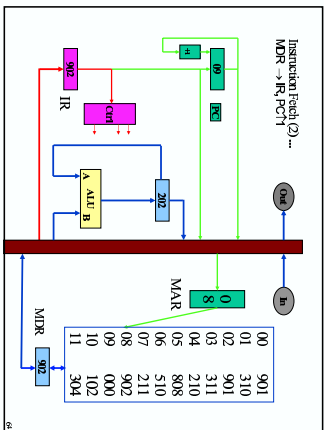 Instruction Fetch (2) ...
MDR → IR, PC↑1
Out
In
09
PC
0 8
MAR
00 901
01 310
02 901
03 311
04 210
05 808
06 510
07 211
08 902
09 000
10 102
11 304
202
A ALU B
Ctrl
902
IR
MDR
902